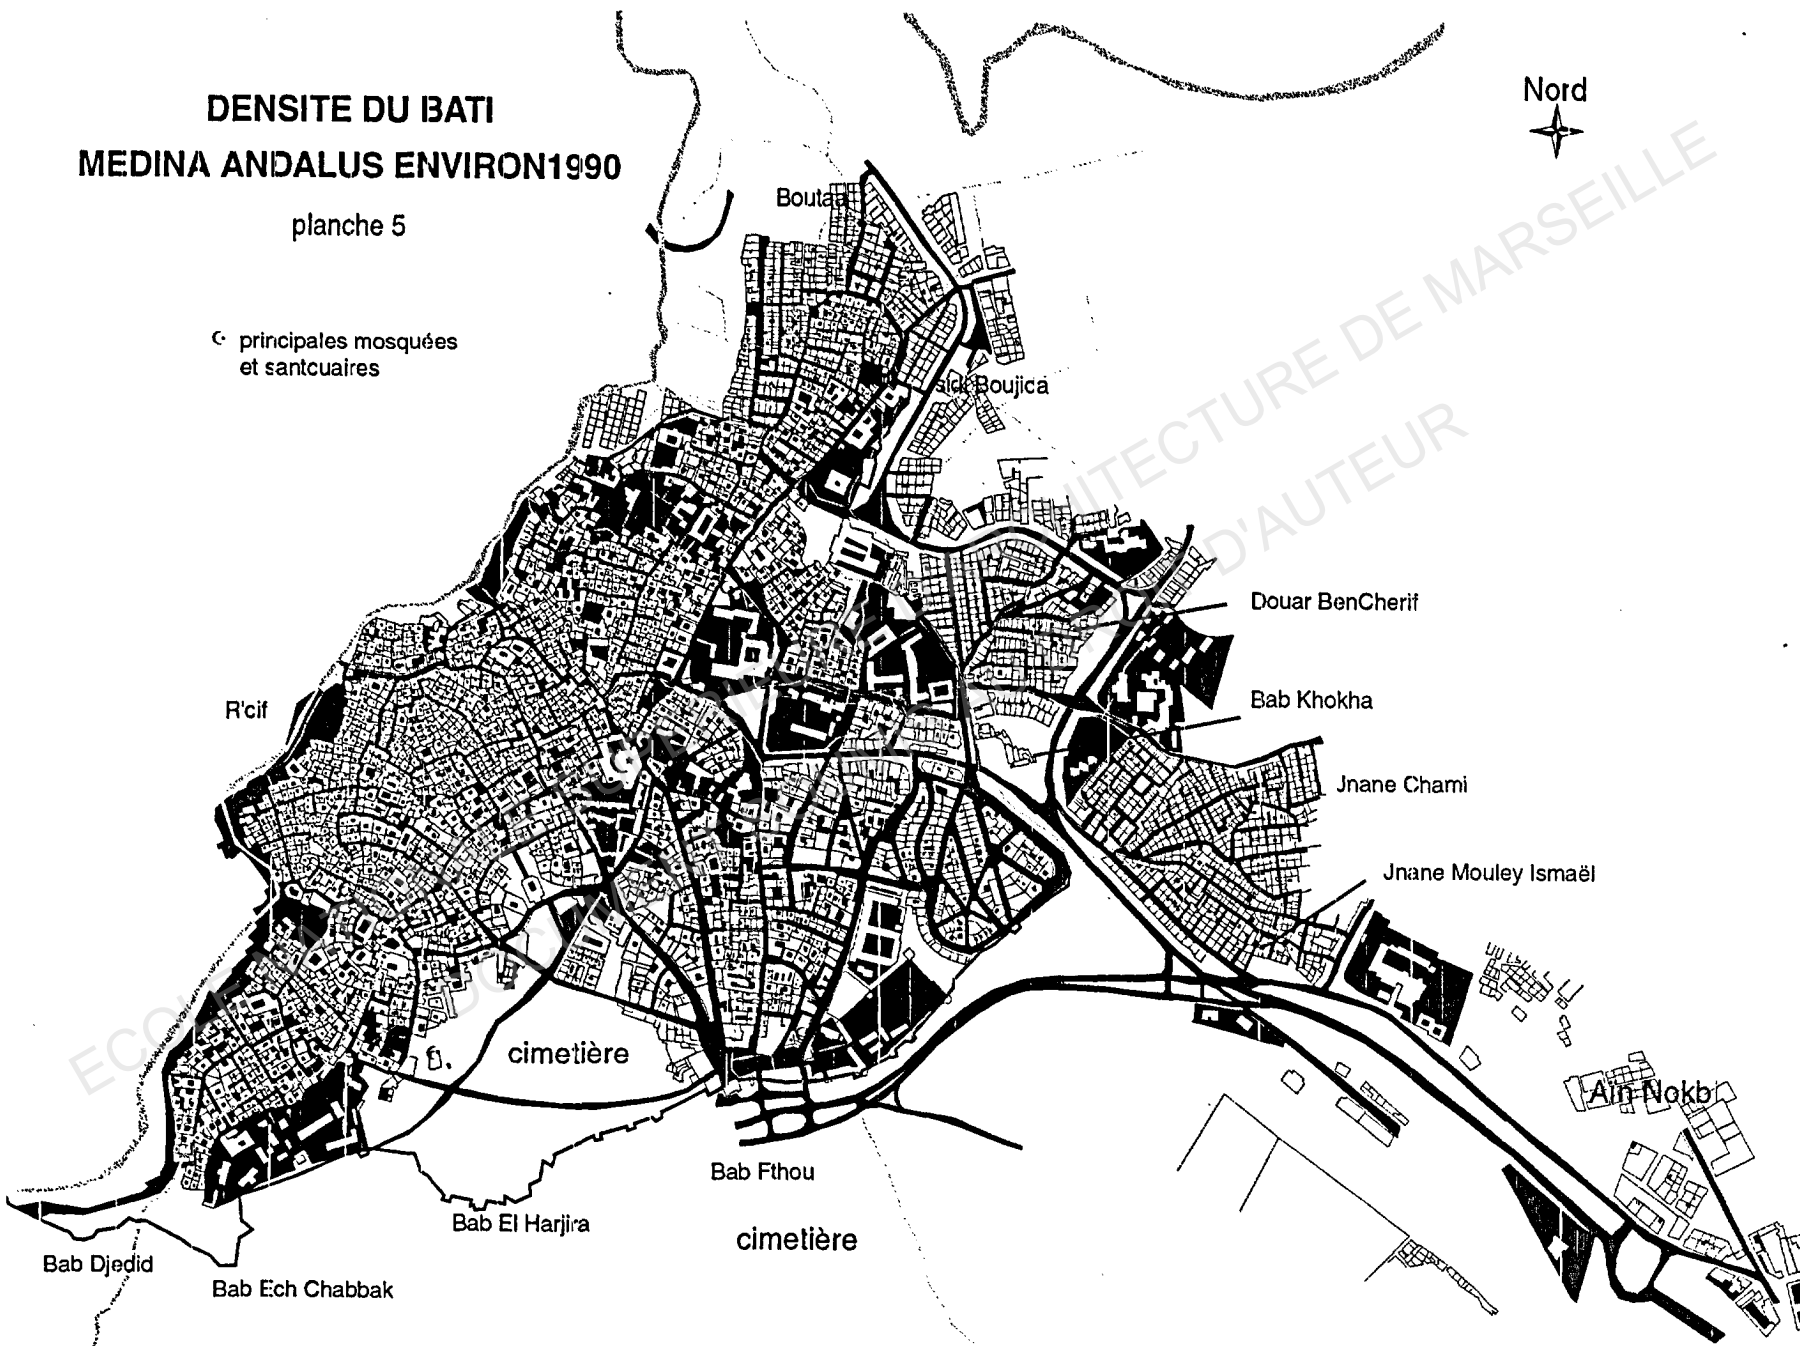 DENSITE DU BATI
MEDINA ANDALUS ENVIRON1990
planche 5
Nord
☪ principales mosquées
et santcuaires
Boutaa
sidi Boujica
Douar BenCherif
Bab Khokha
R'cif
Jnane Chami
Jnane Mouley Ismaël
cimetière
Ain Nokb
Bab Fthou
Bab El Harjira
cimetière
Bab Djedid
Bab Ech Chabbak